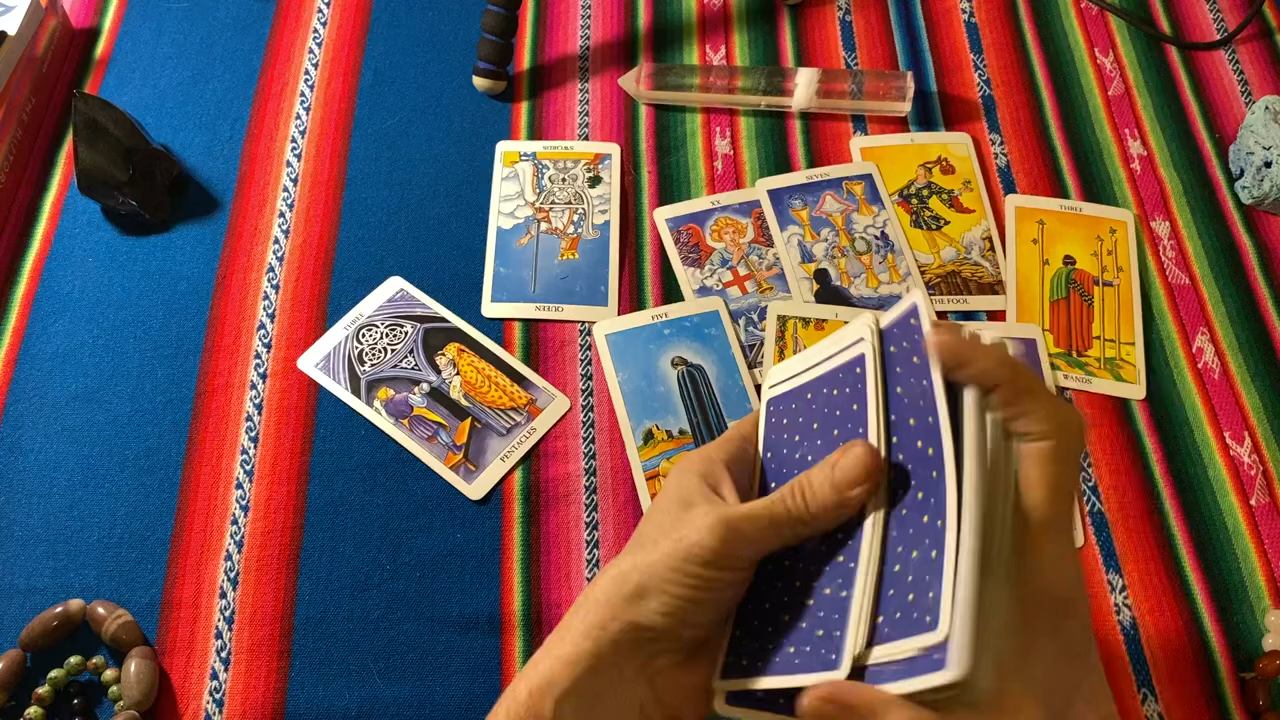 SWORDS
QUEEN
XX
SEVEN
THE FOOL
THREE
WANDS
THREE
PENTACLES
FIVE
I